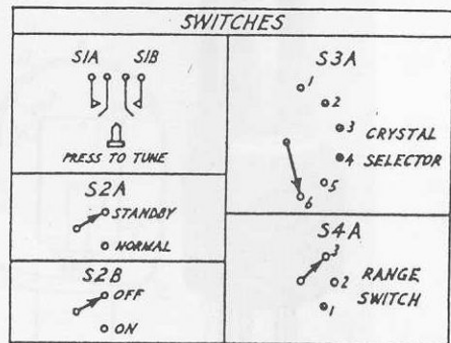 SWITCHES
S1A S1B
PRESS TO TUNE
S2A
STANDBY
NORMAL
S2B
OFF
ON
S3A
1
2
3
4
5
6
CRYSTAL
SELECTOR
S4A
3
2
1
RANGE
SWITCH